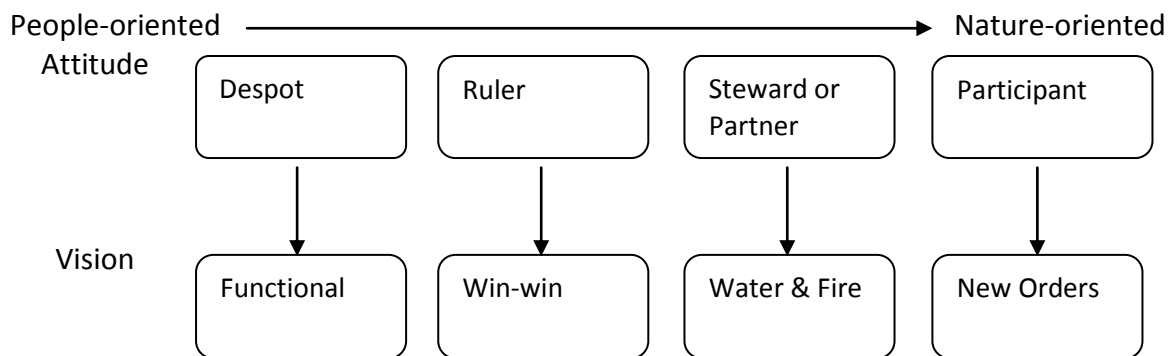 People-oriented Nature-oriented
Attitude
Despot Ruler Steward or Participant
Partner
Vision
Functional Win-win Water & Fire New Orders